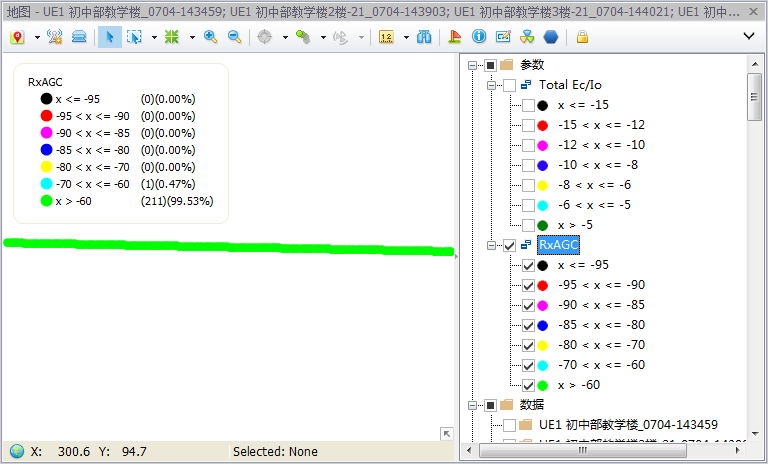 地图 - UE1 初中部教学楼_0704-143459; UE1 初中部教学楼2楼-21_0704-143903; UE1 初中部教学楼3楼-21_0704-144021; UE1 初中...
1.2
RxAGC
x <= -95 (0)(0.00%)
-95 < x <= -90 (0)(0.00%)
-90 < x <= -85 (0)(0.00%)
-85 < x <= -80 (0)(0.00%)
-80 < x <= -70 (0)(0.00%)
-70 < x <= -60 (1)(0.47%)
x > -60 (211)(99.53%)
参数
Total Ec/Io
x <= -15
-15 < x <= -12
-12 < x <= -10
-10 < x <= -8
-8 < x <= -6
-6 < x <= -5
x > -5
RxAGC
x <= -95
-95 < x <= -90
-90 < x <= -85
-85 < x <= -80
-80 < x <= -70
-70 < x <= -60
x > -60
数据
UE1 初中部教学楼_0704-143459
X: 300.6 Y: 94.7 Selected: None